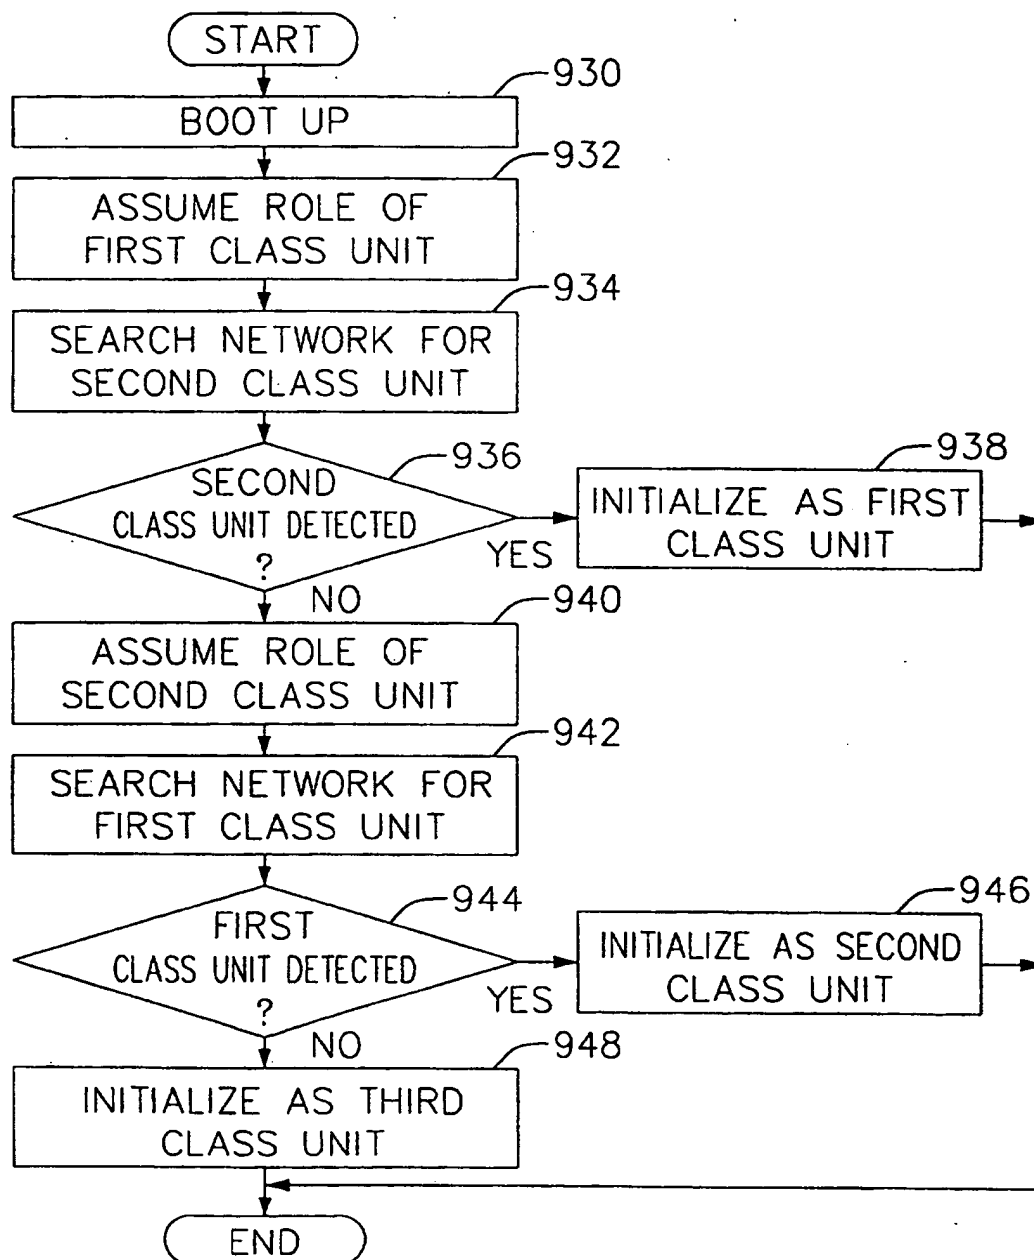 START
930
BOOT UP
932
ASSUME ROLE OF
FIRST CLASS UNIT
934
SEARCH NETWORK FOR
SECOND CLASS UNIT
936
SECOND
CLASS UNIT DETECTED
?
YES
938
INITIALIZE AS FIRST
CLASS UNIT
NO
940
ASSUME ROLE OF
SECOND CLASS UNIT
942
SEARCH NETWORK FOR
FIRST CLASS UNIT
944
FIRST
CLASS UNIT DETECTED
?
YES
946
INITIALIZE AS SECOND
CLASS UNIT
NO
948
INITIALIZE AS THIRD
CLASS UNIT
END